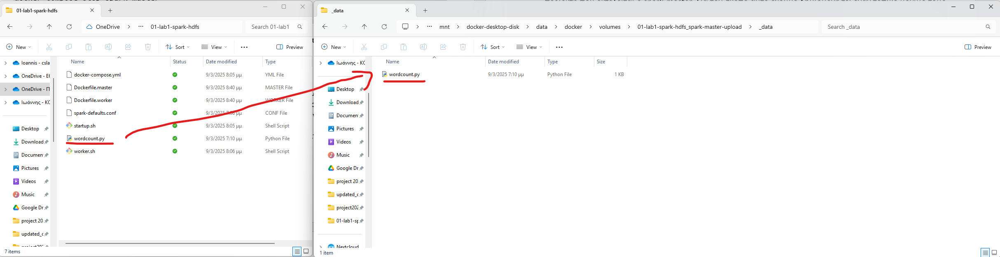 01-lab1-spark-hdfs
OneDrive > ... 01-lab1-spark-hdfs
Search 01-lab1
New
Sort
View
...
Preview
Name Status Date modified Type
Ioannis - csla
OneDrive - Εθ
OneDrive - Π
Ιωάννης - ΚΟ
Desktop
Download
Documen
Pictures
Videos
Music
Google Dr
project 20
updated_c
docker-compose.yml 9/3/2025 8:05 μμ YML File
Dockerfile.master 9/3/2025 8:40 μμ MASTER File
Dockerfile.worker 9/3/2025 8:40 μμ WORKER File
spark-defaults.conf 9/3/2025 7:08 μμ CONF File
startup.sh 9/3/2025 8:05 μμ Shell Script
wordcount.py 9/3/2025 7:10 μμ Python File
worker.sh 9/3/2025 8:06 μμ Shell Script
7 items
_data
... mnt > docker-desktop-disk > data > docker > volumes > 01-lab1-spark-hdfs_spark-master-upload > _data
Search _data
New
Sort
View
...
Preview
Name Date modified Type Size
Ιωάννης - ΚΟ
Desktop
Download
Documen
Pictures
Videos
Music
Google Dr
project 20
updated_c
project202
01-lab1-sp
Nextcloud
wordcount.py 9/3/2025 7:10 μμ Python File 1 KB
1 item